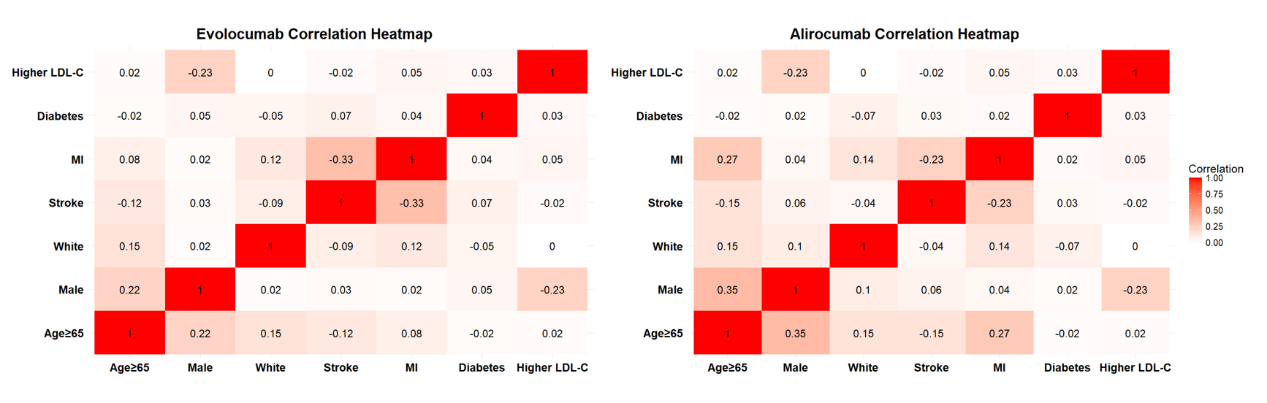 Evolocumab Correlation Heatmap
Higher LDL-C 0.02 -0.23 0 -0.02 0.05 0.03 1
Diabetes -0.02 0.05 -0.05 0.07 0.04 1 0.03
MI 0.08 0.02 0.12 -0.33 1 0.04 0.05
Stroke -0.12 0.03 -0.09 1 -0.33 0.07 -0.02
White 0.15 0.02 1 -0.09 0.12 -0.05 0
Male 0.22 1 0.02 0.03 0.02 0.05 -0.23
Age≥65 1 0.22 0.15 -0.12 0.08 -0.02 0.02
Age≥65 Male White Stroke MI Diabetes Higher LDL-C
Alirocumab Correlation Heatmap
Higher LDL-C 0.02 -0.23 0 -0.02 0.05 0.03 1
Diabetes -0.02 0.02 -0.07 0.03 0.02 1 0.03
MI 0.27 0.04 0.14 -0.23 1 0.02 0.05
Stroke -0.15 0.06 -0.04 1 -0.23 0.03 -0.02
White 0.15 0.1 1 -0.04 0.14 -0.07 0
Male 0.35 1 0.1 0.06 0.04 0.02 -0.23
Age≥65 1 0.35 0.15 -0.15 0.27 -0.02 0.02
Age≥65 Male White Stroke MI Diabetes Higher LDL-C
Correlation
1.00
0.75
0.50
0.25
0.00